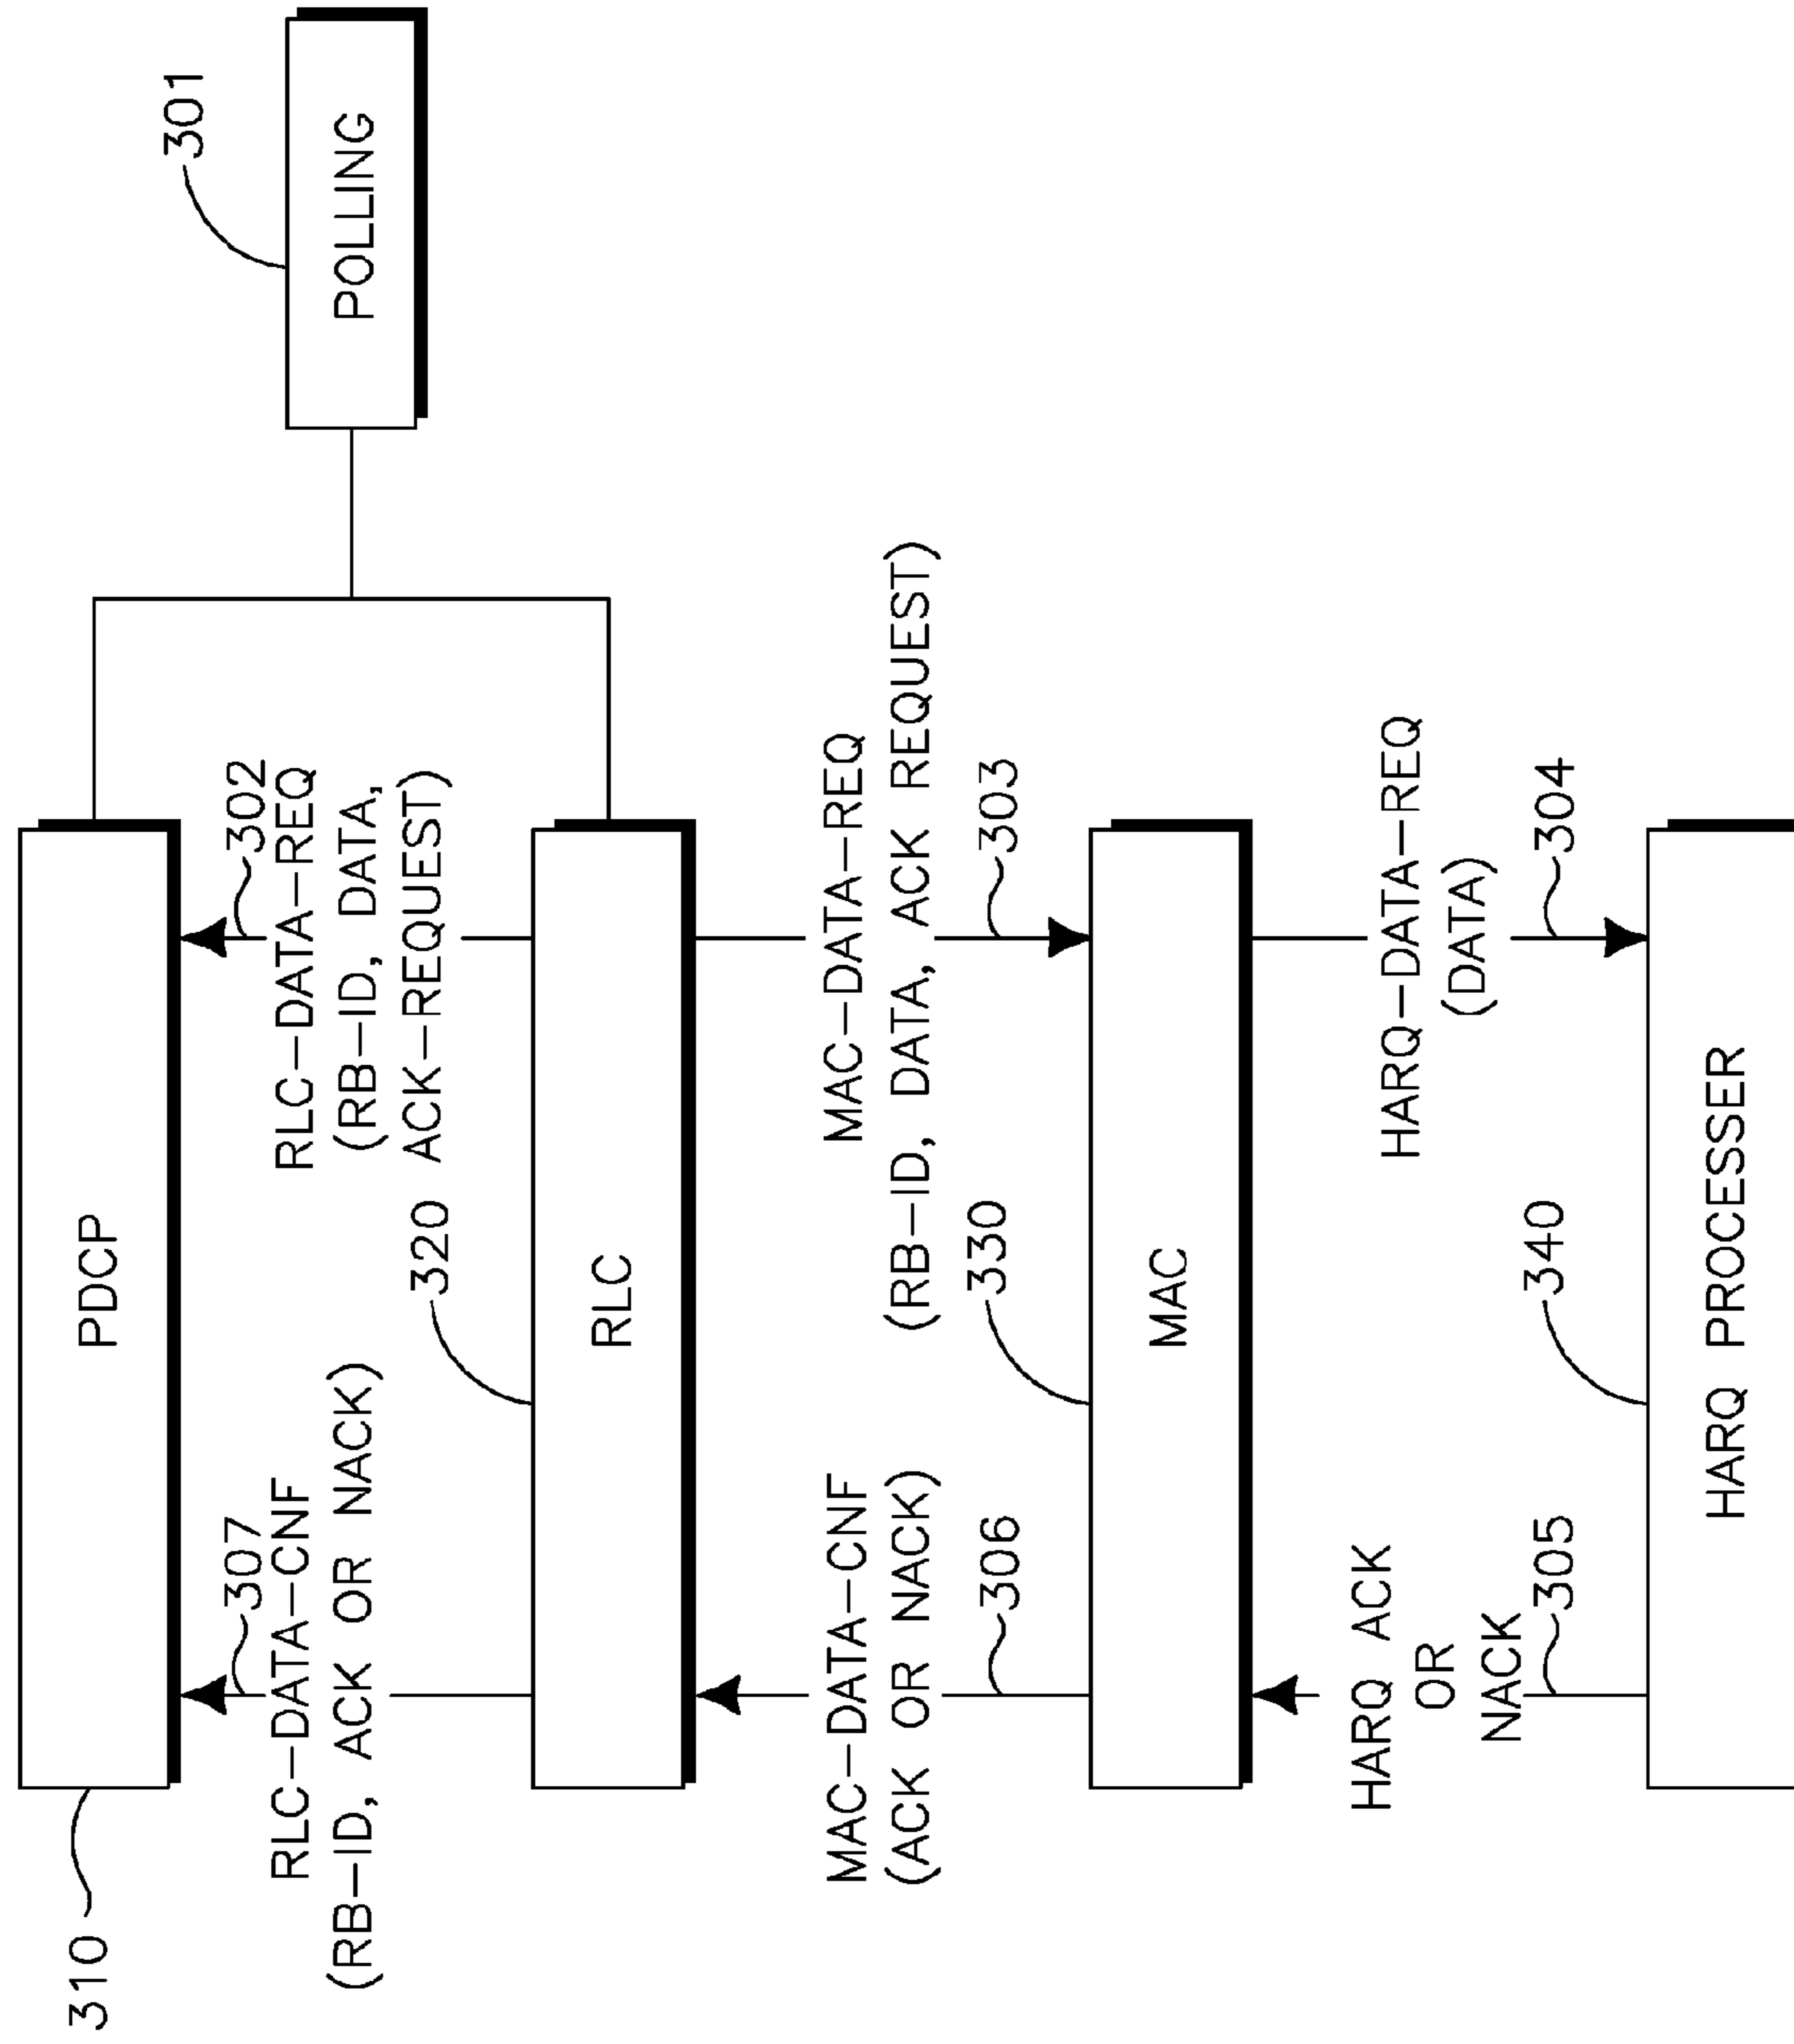 310
PDCP
307
RLC-DATA-CNF
(RB-ID, ACK OR NACK)
302
RLC-DATA-REQ
(RB-ID, DATA,
ACK-REQUEST)
301
POLLING
320
RLC
MAC-DATA-CNF
(ACK OR NACK)
306
MAC-DATA-REQ
(RB-ID, DATA, ACK REQUEST)
303
330
MAC
HARQ ACK
OR
NACK
305
HARQ-DATA-REQ
(DATA)
304
340
HARQ PROCESSER